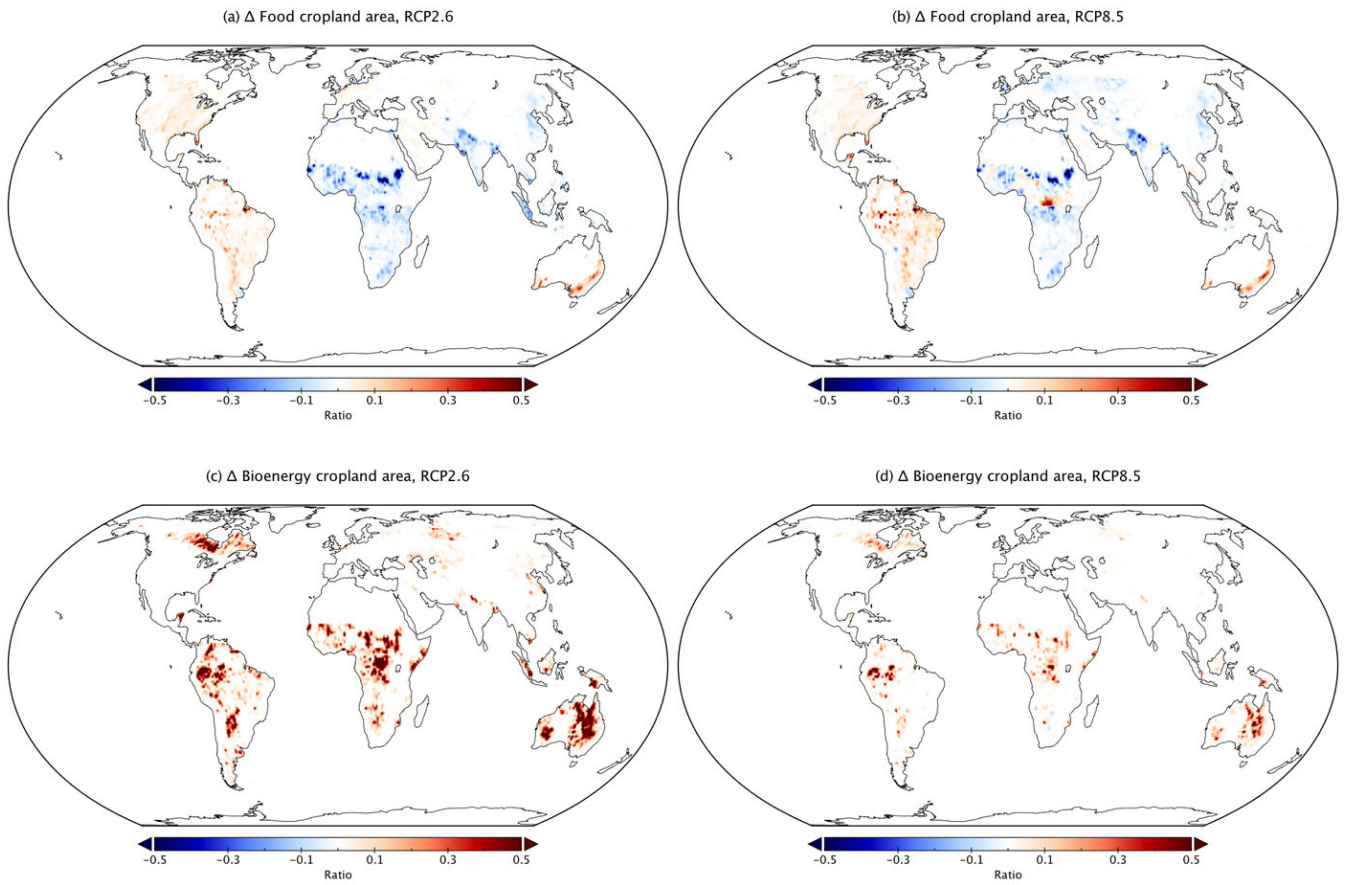 (a) Δ Food cropland area, RCP2.6
(b) Δ Food cropland area, RCP8.5
−0.5 −0.3 −0.1 0.1 0.3 0.5
Ratio
−0.5 −0.3 −0.1 0.1 0.3 0.5
Ratio
(c) Δ Bioenergy cropland area, RCP2.6
(d) Δ Bioenergy cropland area, RCP8.5
−0.5 −0.3 −0.1 0.1 0.3 0.5
Ratio
−0.5 −0.3 −0.1 0.1 0.3 0.5
Ratio